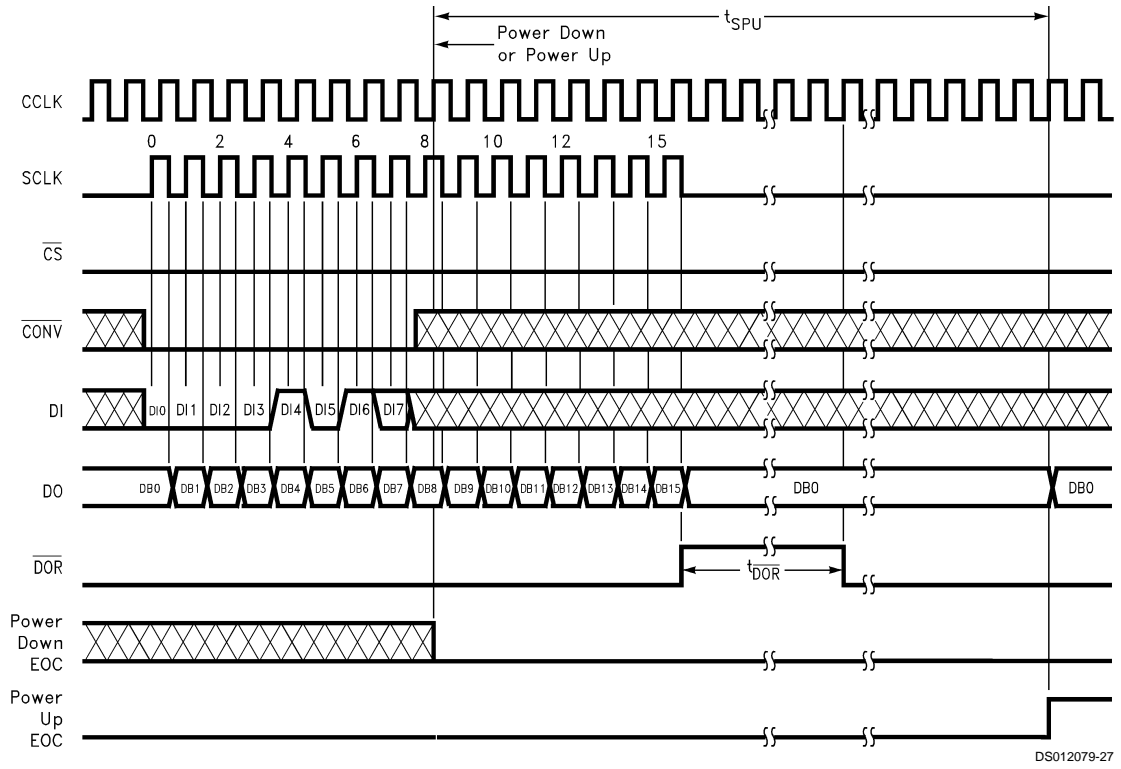 tSPU
Power Down
or Power Up
CCLK
0 2 4 6 8 10 12 15
SCLK
CS
CONV
DI DI0 DI1 DI2 DI3 DI4 DI5 DI6 DI7
DO DB0 DB1 DB2 DB3 DB4 DB5 DB6 DB7 DB8 DB9 DB10 DB11 DB12 DB13 DB14 DB15 DB0 DB0
DOR tDOR
Power
Down
EOC
Power
Up
EOC
DS012079-27